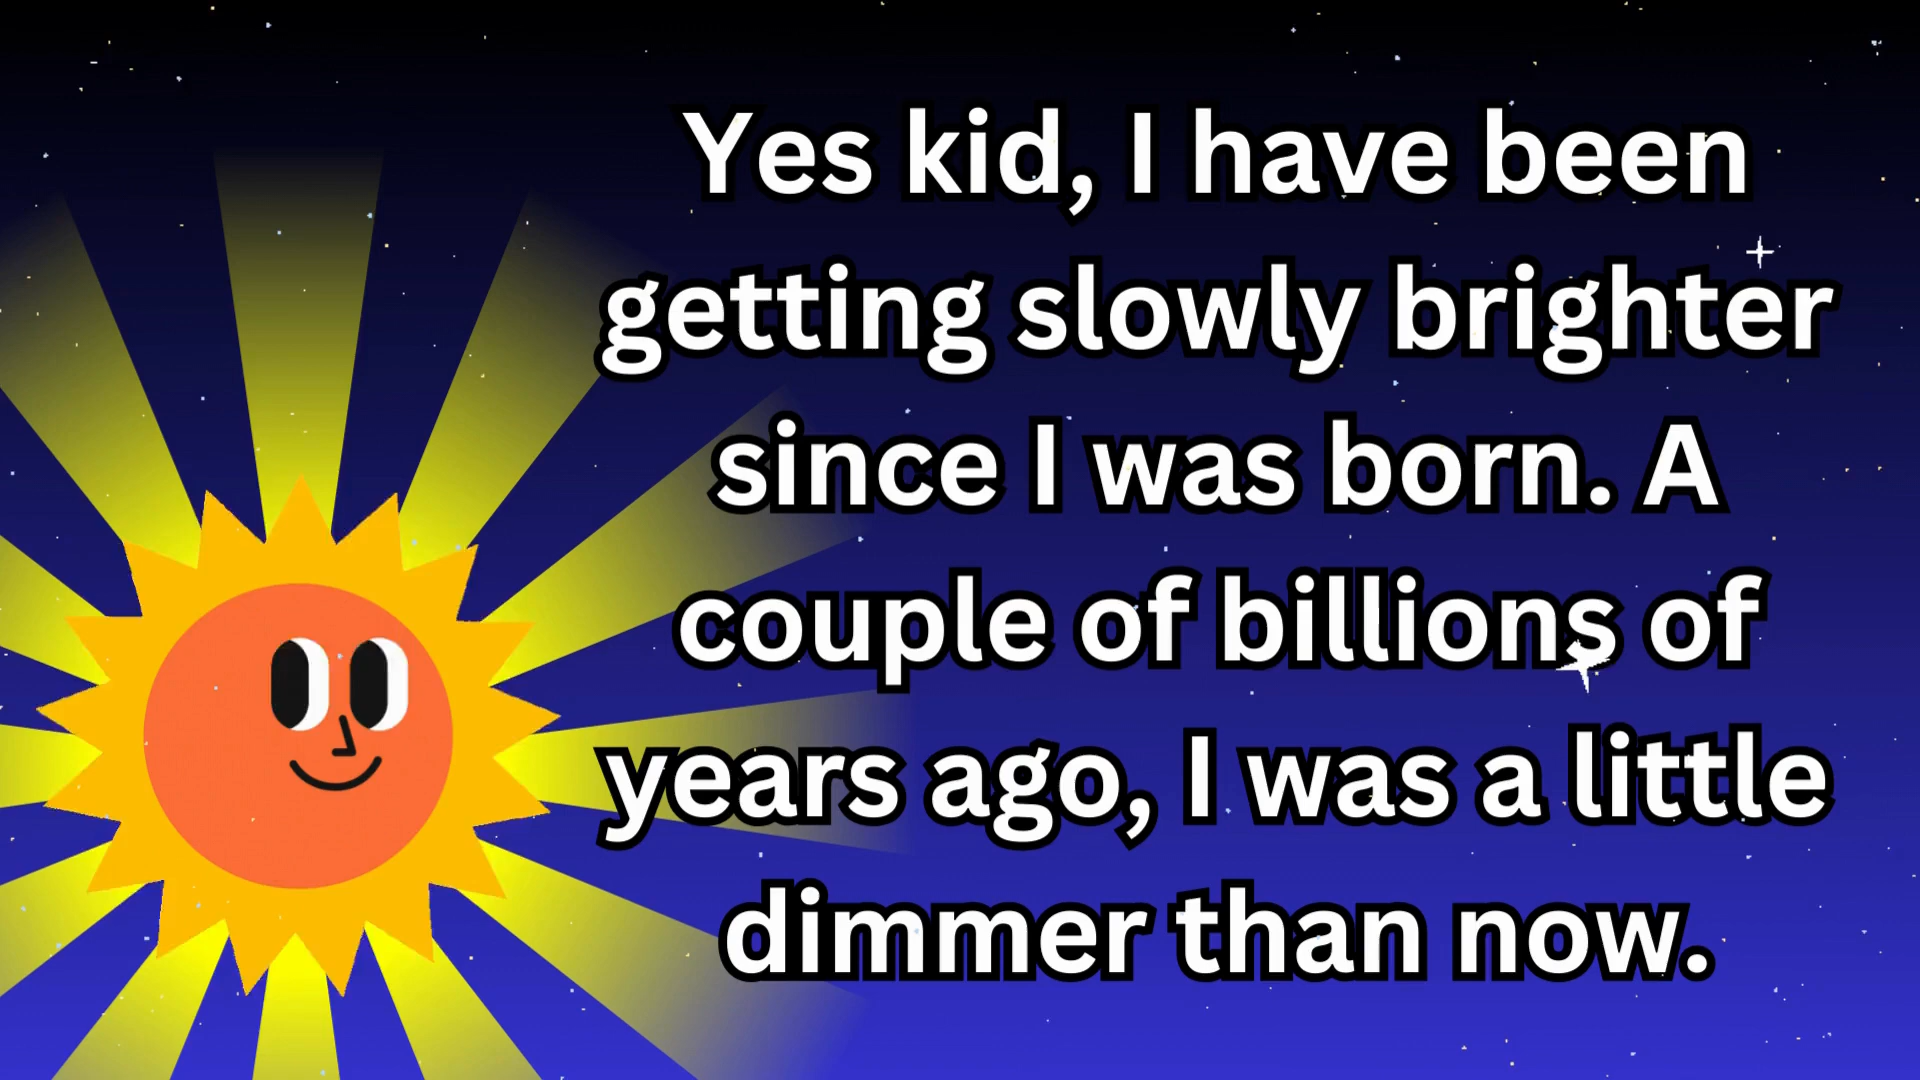 Yes kid, I have been
getting slowly brighter
since I was born. A
couple of billions of
years ago, I was a little
dimmer than now.